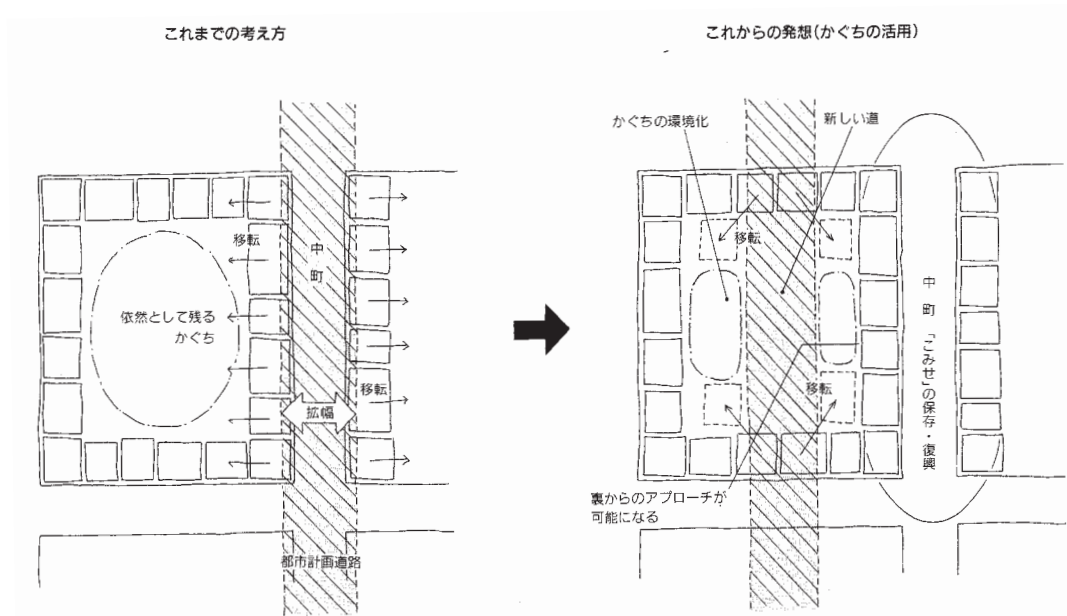 これまでの考え方
移転
中町
依然として残る
かぐち
移転
拡幅
都市計画道路
これからの発想(かぐちの活用)
かぐちの環境化
新しい道
移転
中町「こみせ」の保存・復興
移転
裏からのアプローチが
可能になる